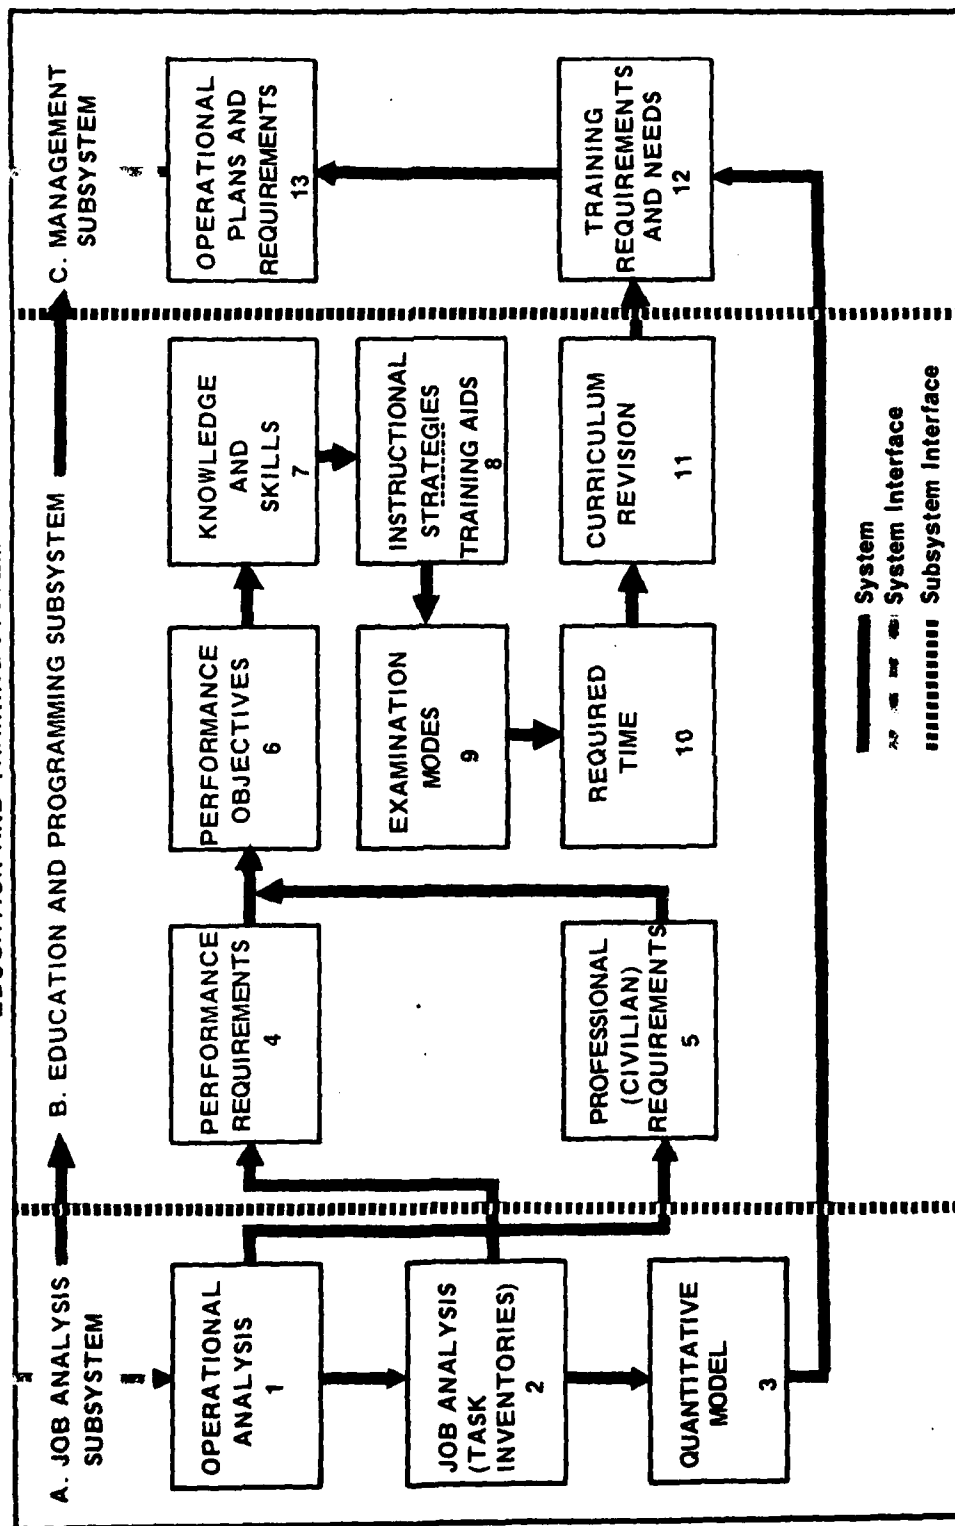 A. JOB ANALYSIS
SUBSYSTEM
B. EDUCATION AND PROGRAMMING SUBSYSTEM
C. MANAGEMENT
SUBSYSTEM
OPERATIONAL
ANALYSIS
1
JOB ANALYSIS
(TASK
INVENTORIES)
2
QUANTITATIVE
MODEL
3
PERFORMANCE
REQUIREMENTS
4
PROFESSIONAL
(CIVILIAN)
REQUIREMENTS
5
PERFORMANCE
OBJECTIVES
6
KNOWLEDGE
AND
SKILLS
7
INSTRUCTIONAL
STRATEGIES
TRAINING AIDS
8
EXAMINATION
MODES
9
REQUIRED
TIME
10
CURRICULUM
REVISION
11
TRAINING
REQUIREMENTS
AND NEEDS
12
OPERATIONAL
PLANS AND
REQUIREMENTS
13
System
System Interface
Subsystem Interface